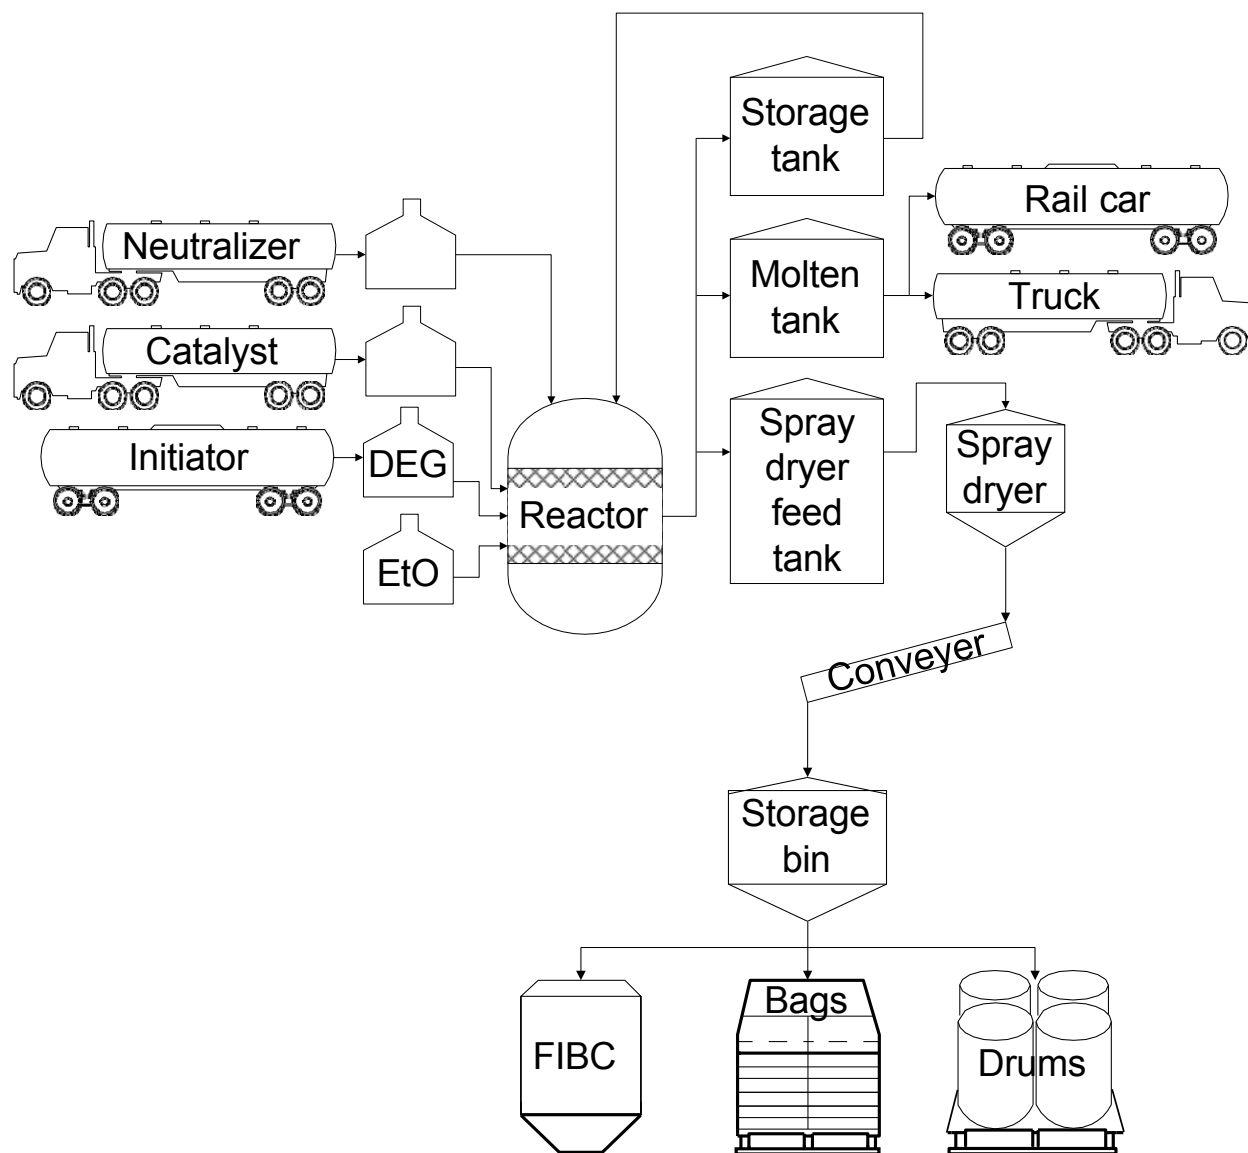 Storage
tank
Rail car
Neutralizer
Molten
tank
Truck
Catalyst
Initiator
DEG
Spray
dryer
feed
tank
Spray
dryer
Reactor
EtO
Conveyer
Storage
bin
FIBC
Bags
Drums